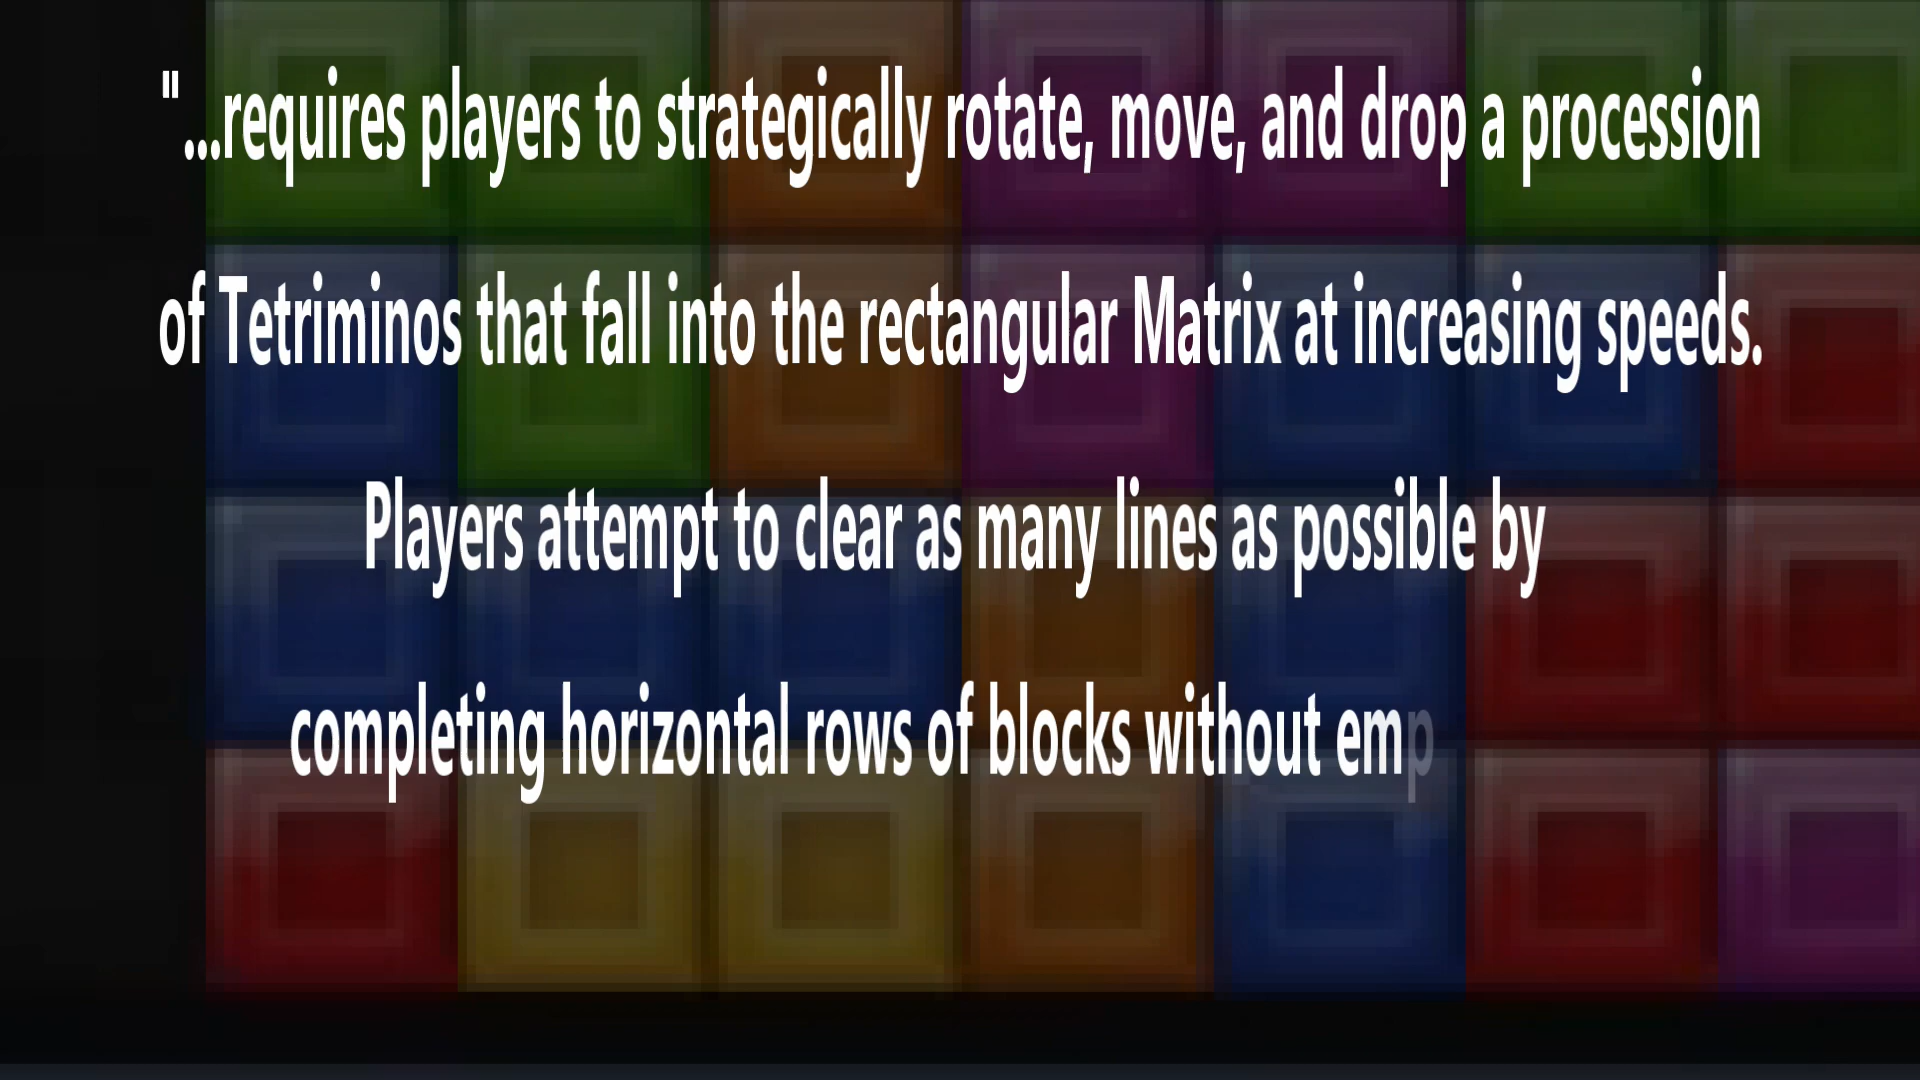 "...requires players to strategically rotate, move, and drop a procession
of Tetriminos that fall into the rectangular Matrix at increasing speeds.
Players attempt to clear as many lines as possible by
completing horizontal rows of blocks without emp